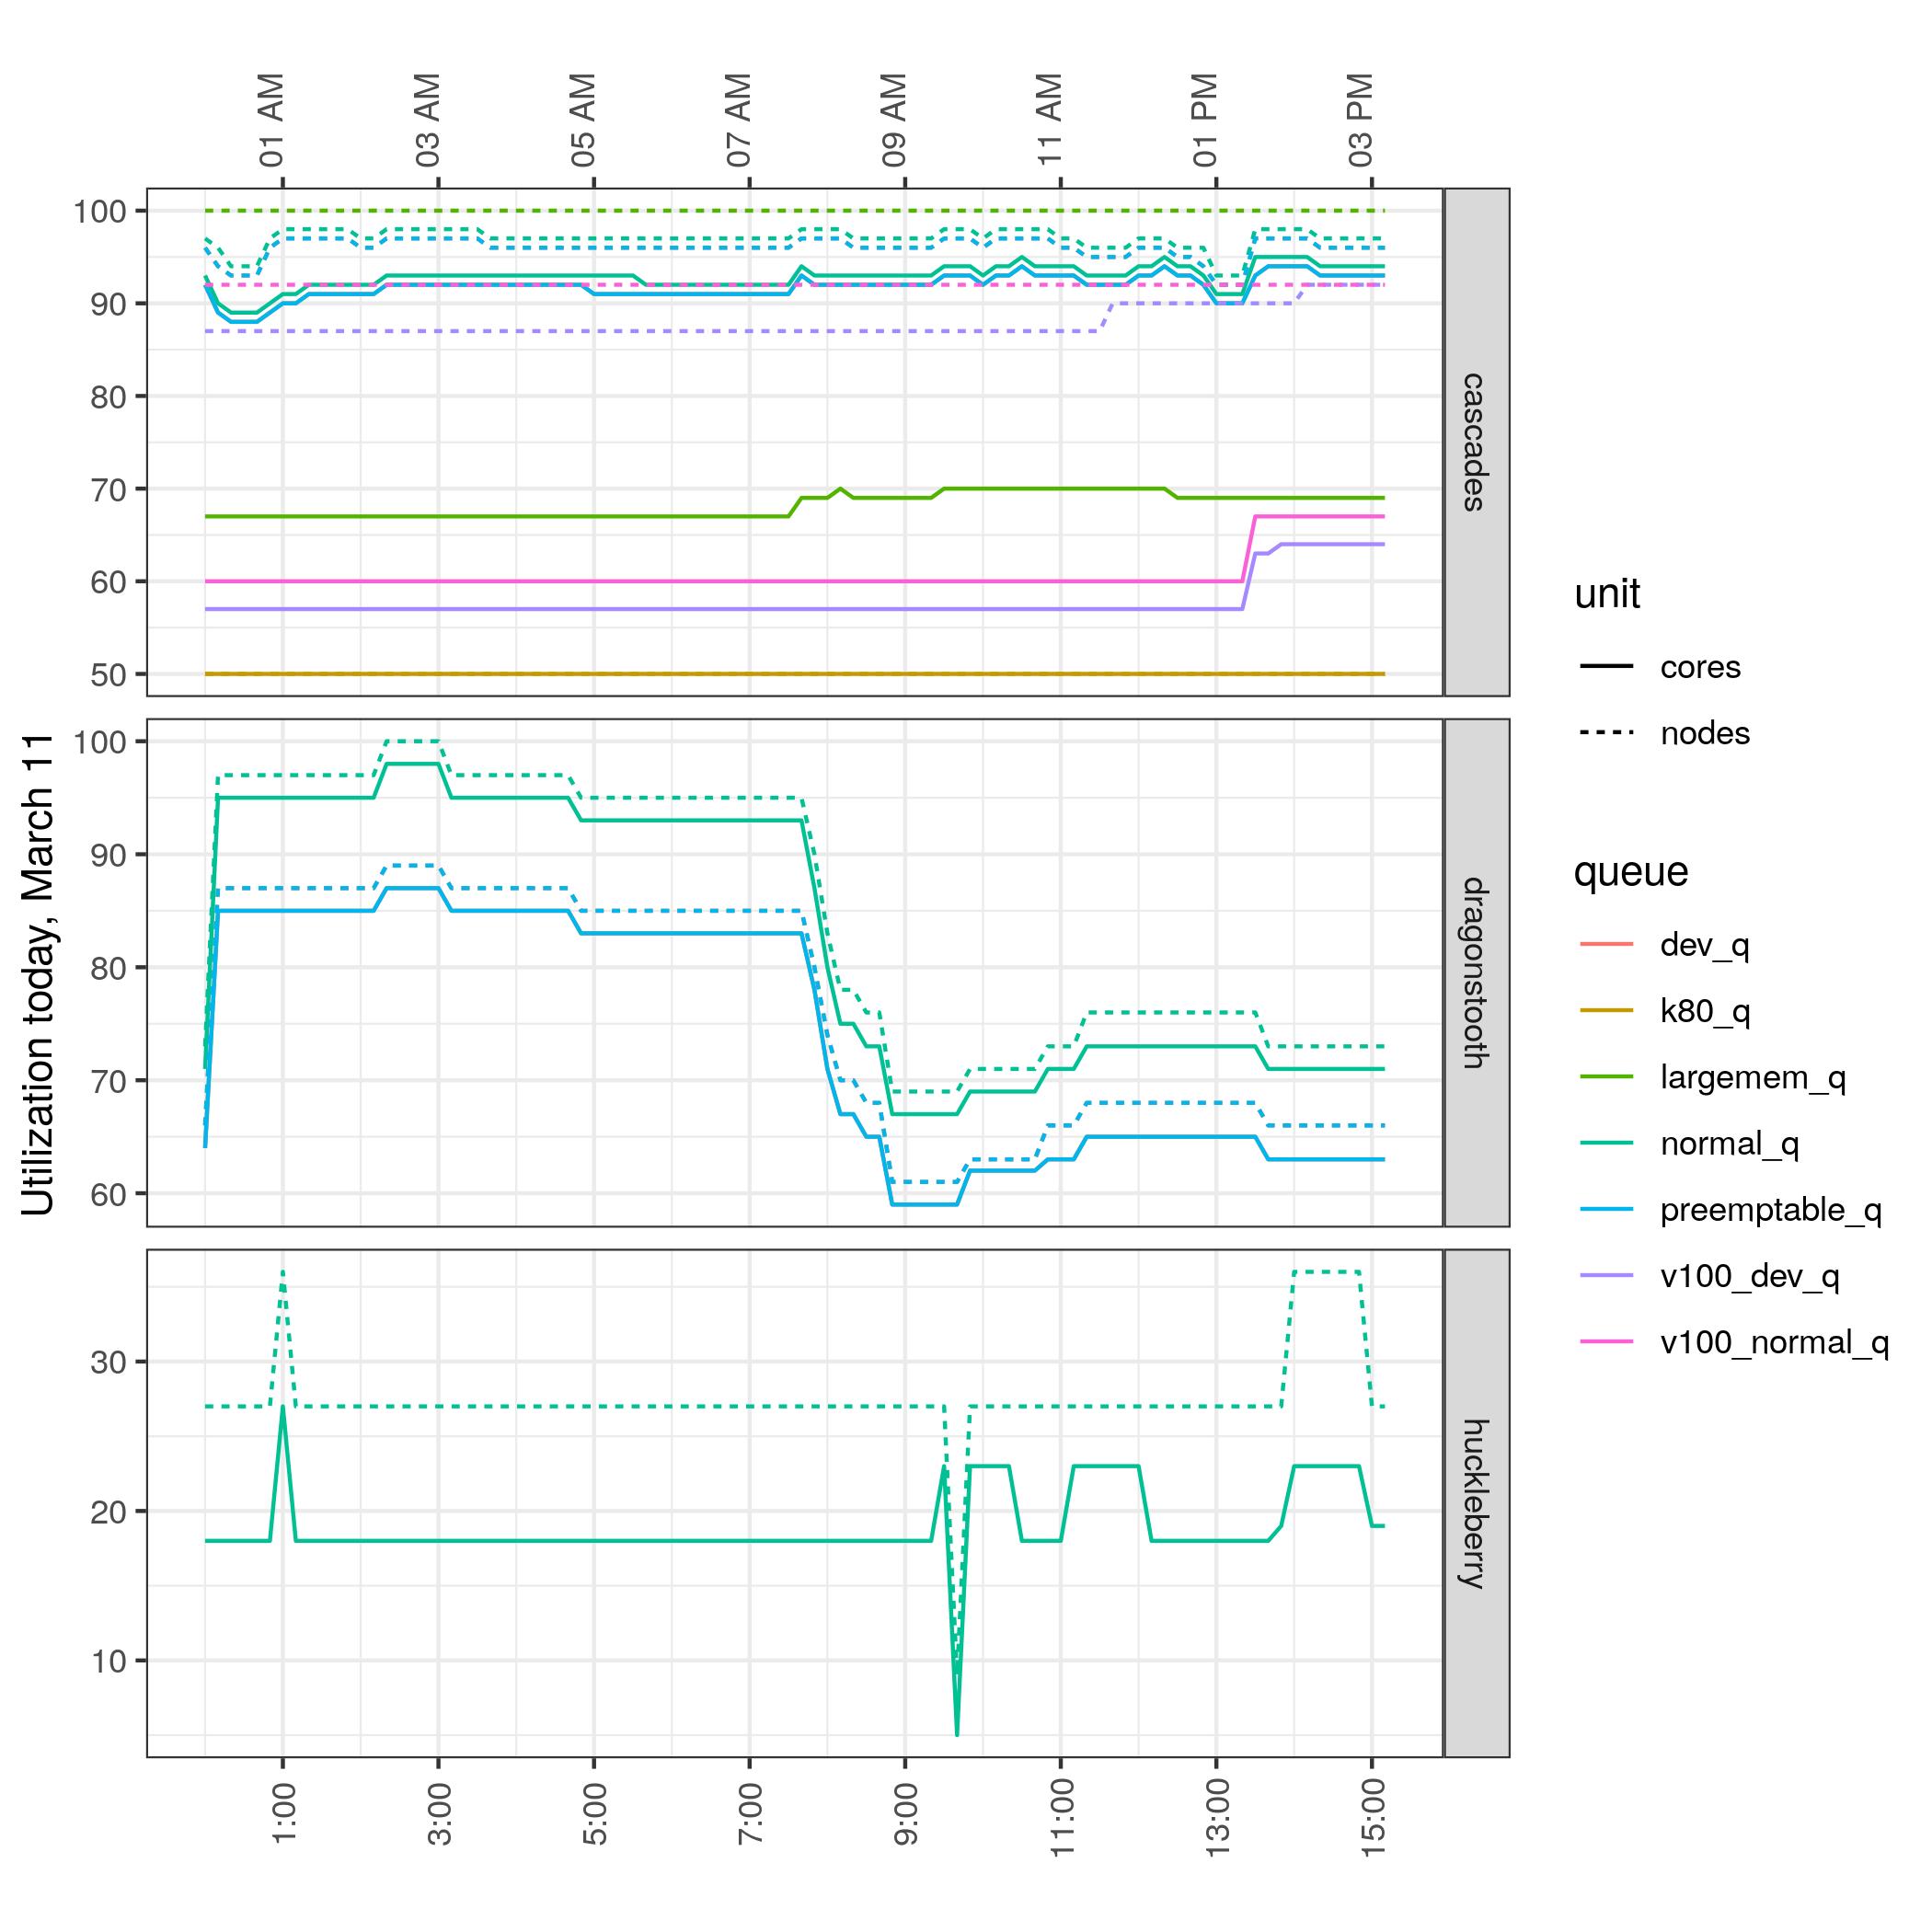 01 AM
03 AM
05 AM
07 AM
09 AM
11 AM
01 PM
03 PM
Utilization today, March 11
100
90
80
70
60
50
cascades
100
90
80
70
60
dragonstooth
30
20
10
huckleberry
1:00
3:00
5:00
7:00
9:00
11:00
13:00
15:00
unit
cores
nodes
queue
dev_q
k80_q
largemem_q
normal_q
preemptable_q
v100_dev_q
v100_normal_q